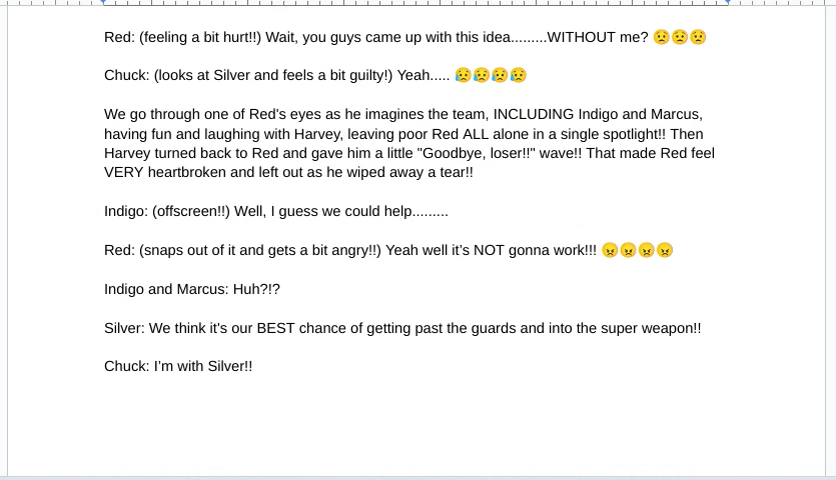 Red: (feeling a bit hurt!!) Wait, you guys came up with this idea.........WITHOUT me? 😟😟😟
Chuck: (looks at Silver and feels a bit guilty!) Yeah..... 😥😥😥😥
We go through one of Red's eyes as he imagines the team, INCLUDING Indigo and Marcus,
having fun and laughing with Harvey, leaving poor Red ALL alone in a single spotlight!! Then
Harvey turned back to Red and gave him a little "Goodbye, loser!!" wave!! That made Red feel
VERY heartbroken and left out as he wiped away a tear!!
Indigo: (offscreen!!) Well, I guess we could help.........
Red: (snaps out of it and gets a bit angry!!) Yeah well it's NOT gonna work!!! 😠😠😠😠
Indigo and Marcus: Huh?!?
Silver: We think it's our BEST chance of getting past the guards and into the super weapon!!
Chuck: I'm with Silver!!